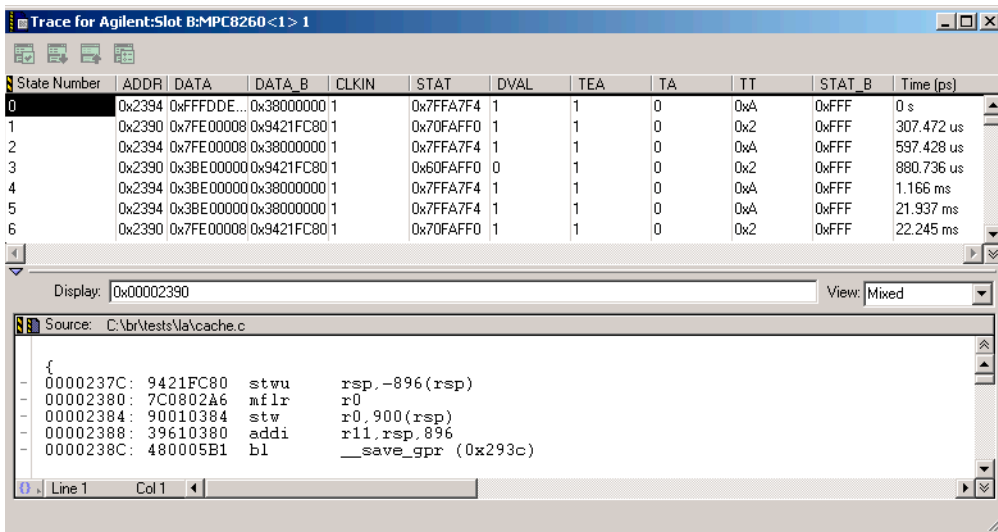 Trace for Agilent:Slot B:MPC8260<1> 1
State Number ADDR DATA DATA_B CLKIN STAT DVAL TEA TA TT STAT_B Time (ps)
0 0x2394 0xFFFDDE... 0x38000000 1 0x7FFA7F4 1 1 0 0xA 0xFFF 0 s
1 0x2390 0x7FE00008 0x9421FC80 1 0x70FAFF0 1 1 0 0x2 0xFFF 307.472 us
2 0x2394 0x7FE00008 0x38000000 1 0x7FFA7F4 1 1 0 0xA 0xFFF 597.428 us
3 0x2390 0x3BE00000 0x9421FC80 1 0x60FAFF0 0 1 0 0x2 0xFFF 880.736 us
4 0x2394 0x3BE00000 0x38000000 1 0x7FFA7F4 1 1 0 0xA 0xFFF 1.166 ms
5 0x2394 0x3BE00000 0x38000000 1 0x7FFA7F4 1 1 0 0xA 0xFFF 21.937 ms
6 0x2390 0x7FE00008 0x9421FC80 1 0x70FAFF0 1 1 0 0x2 0xFFF 22.245 ms
Display: 0x00002390 View: Mixed
Source: C:\br\tests\la\cache.c
{
0000237C: 9421FC80 stwu rsp,-896(rsp)
00002380: 7C0802A6 mflr r0
00002384: 90010384 stw r0,900(rsp)
00002388: 39610380 addi r11,rsp,896
0000238C: 480005B1 bl __save_gpr (0x293c)
Line 1 Col 1